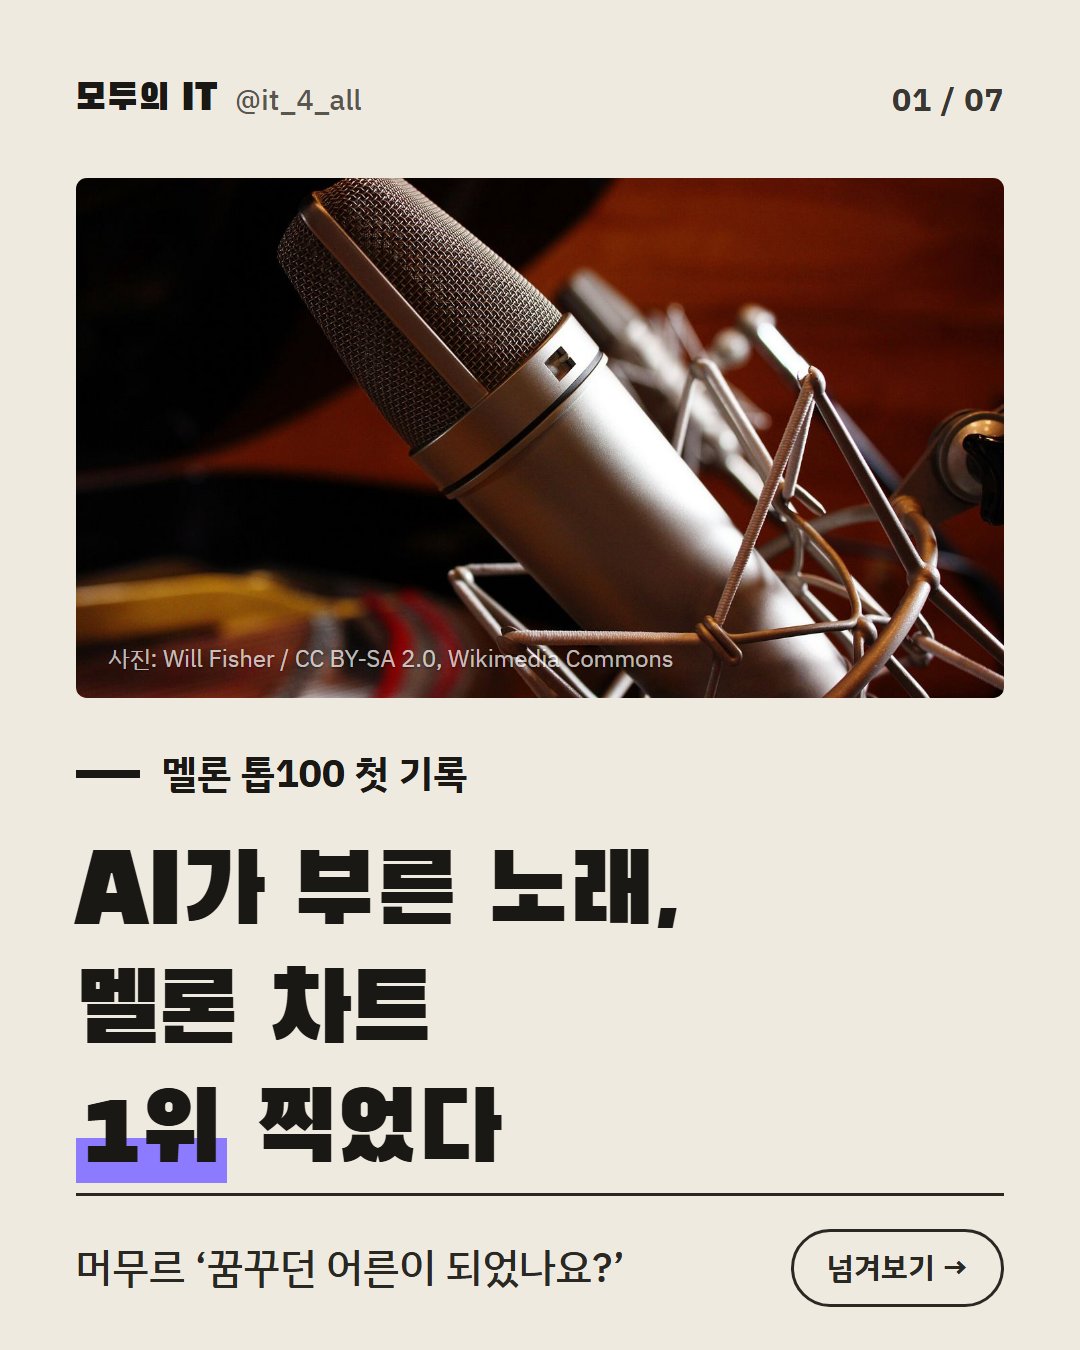 모두의 IT @it_4_all
01 / 07
사진: Will Fisher / CC BY-SA 2.0, Wikimedia Commons
멜론 톱100 첫 기록
AI가 부른 노래,
멜론 차트
1위 찍었다
머무르 ‘꿈꾸던 어른이 되었나요?’
넘겨보기 →